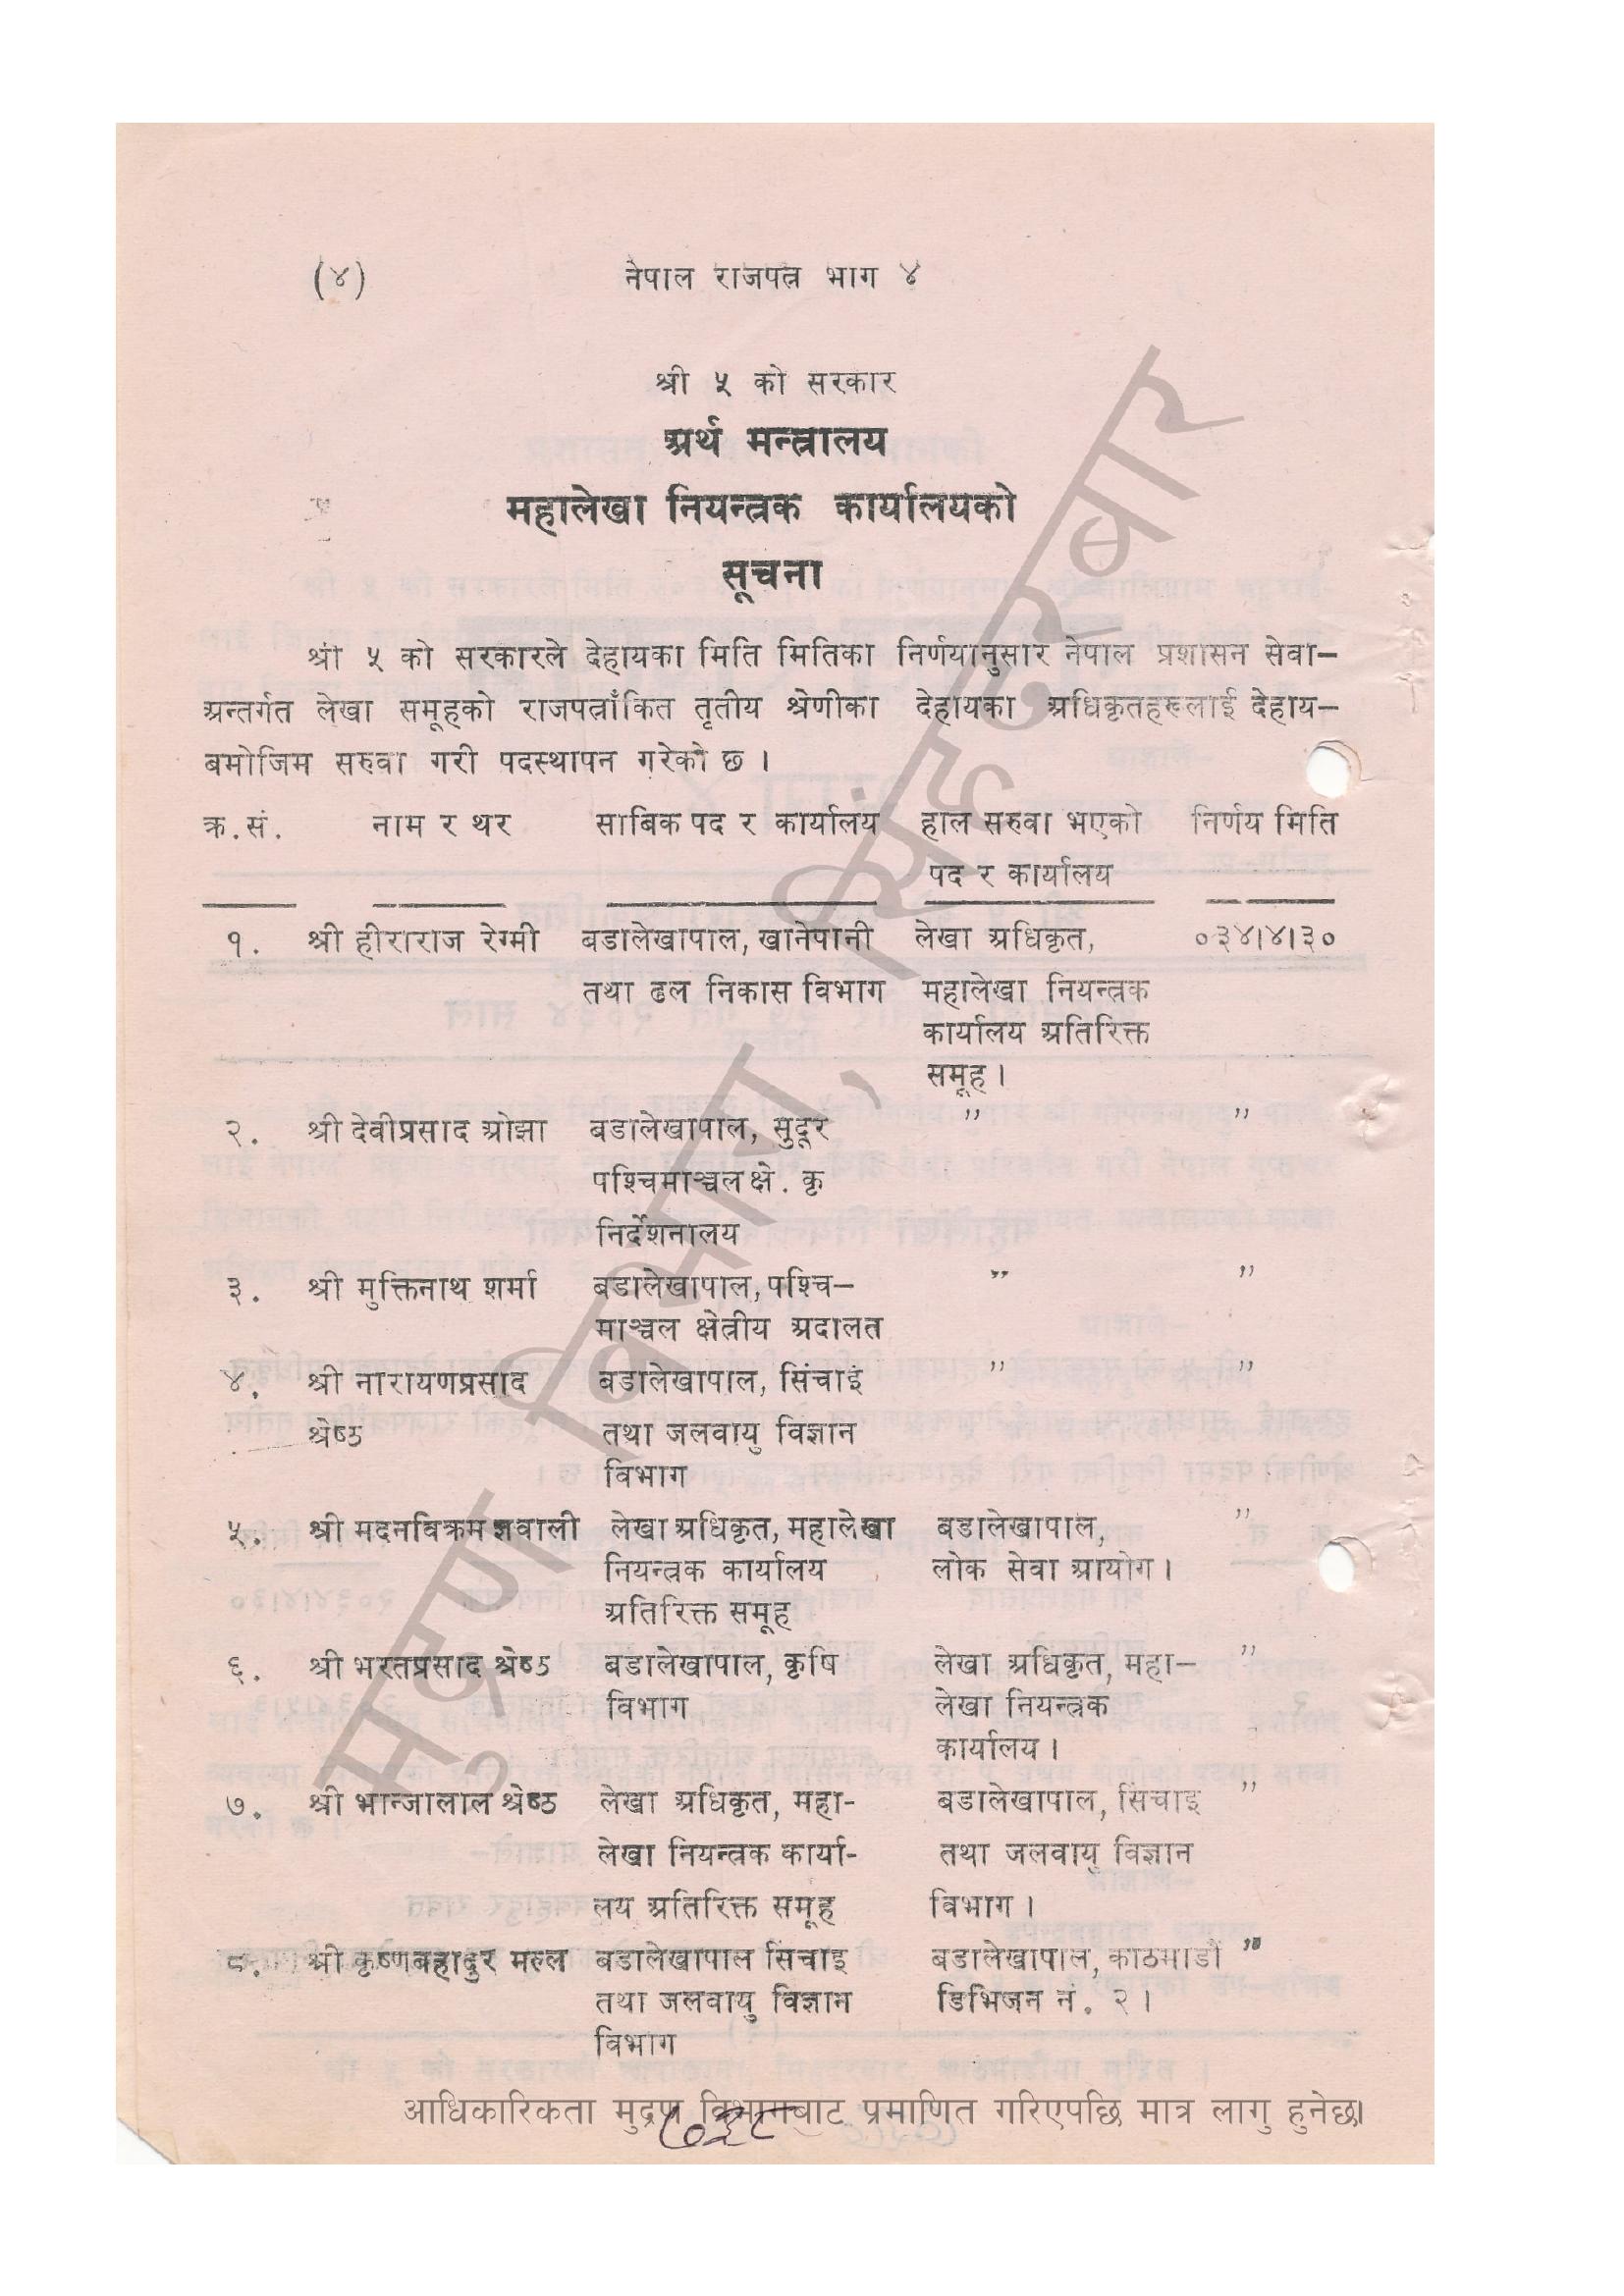 (४) नेपाल राजपत्र भाग ४
श्री ५ को सरकार
अर्थ मन्त्रालय
महालेखा नियन्त्रक कार्यालयको
सूचना
श्री ५ को सरकारले देहायका मिति मितिका निर्णयानुसार नेपाल प्रशासन सेवा–
अन्तर्गत लेखा समूहको राजपत्राँकित तृतीय श्रेणीका देहायका अधिकृतहरूलाई देहाय–
बमोजिम सरुवा गरी पदस्थापन गरेको छ ।
क्र.सं. नाम र थर साबिक पद र कार्यालय हाल सरुवा भएको निर्णय मिति
पद र कार्यालय
१. श्री हीराराज रेग्मी बडालेखापाल, खानेपानी लेखा अधिकृत, ०३४।४।३०
तथा ढल निकास विभाग महालेखा नियन्त्रक
कार्यालय अतिरिक्त
समूह ।
२. श्री देवीप्रसाद ओझा बडालेखापाल, सुदूर ,, ,,
पश्चिमाञ्चल क्षे. कृ
निर्देशनालय
३. श्री मुक्तिनाथ शर्मा बडालेखापाल, पश्चि– ,, ,,
माञ्चल क्षेत्रीय अदालत
४. श्री नारायणप्रसाद बडालेखापाल, सिंचाइं ,, ,,
श्रेष्ठ तथा जलवायु विज्ञान
विभाग
५. श्री मदनविक्रम ज्ञवाली लेखा अधिकृत, महालेखा बडालेखापाल, ,,
नियन्त्रक कार्यालय लोक सेवा आयोग ।
अतिरिक्त समूह
६. श्री भरतप्रसाद श्रेष्ठ बडालेखापाल, कृषि लेखा अधिकृत, महा– ,,
विभाग लेखा नियन्त्रक
कार्यालय ।
७. श्री भान्जालाल श्रेष्ठ लेखा अधिकृत, महा- बडालेखापाल, सिंचाइ ,,
लेखा नियन्त्रक कार्या- तथा जलवायु विज्ञान
लय अतिरिक्त समूह विभाग ।
८. श्री कृष्णबहादुर मल्ल बडालेखापाल सिंचाइ बडालेखापाल, काठमाडौं ,,
तथा जलवायु विज्ञान डिभिजन नं. २ ।
विभाग
आधिकारिकता मुद्रण विभागबाट प्रमाणित गरिएपछि मात्र लागु हुनेछ।
७३८
मुद्रण विभाग, सिंहदरबार